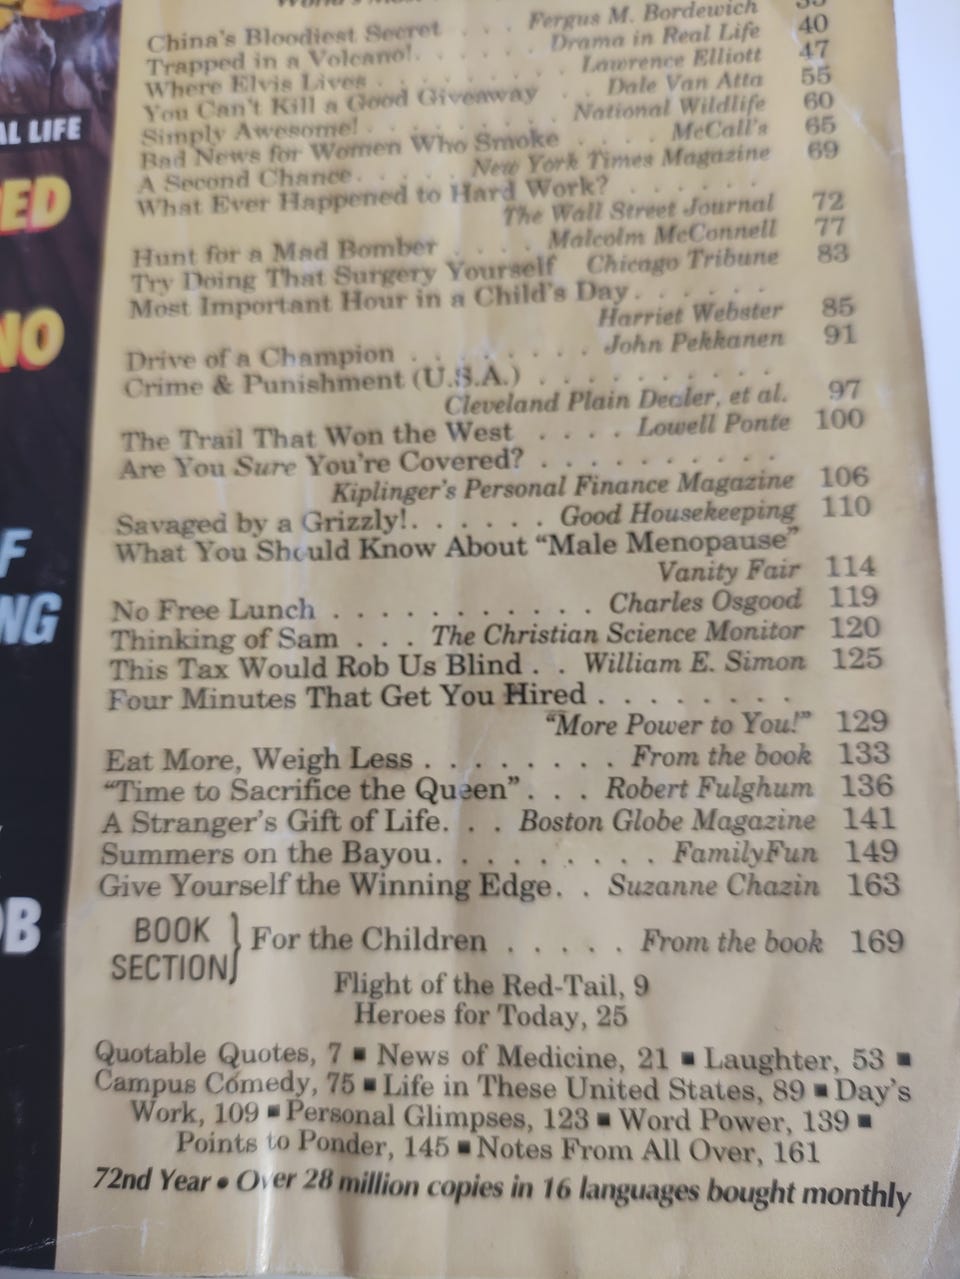 China's Bloodiest Secret . . . Fergus M. Bordewich
Trapped in a Volcano!. . . . . Drama in Real Life 40
Where Elvis Lives . . . . . . . . . Lawrence Elliott 47
You Can't Kill a Good Giveaway . . Dale Van Atta 55
Simply Awesome! . . . . . . . . . National Wildlife 60
Bad News for Women Who Smoke . . . . McCall's 65
A Second Chance. . . . . . New York Times Magazine 69
What Ever Happened to Hard Work? . . . . . .
The Wall Street Journal 72
Hunt for a Mad Bomber . . . . Malcolm McConnell 77
Try Doing That Surgery Yourself Chicago Tribune 83
Most Important Hour in a Child's Day. . . . . .
Harriet Webster 85
Drive of a Champion . . . . . . . . John Pekkanen 91
Crime & Punishment (U.S.A.) . . . . . . . . . .
Cleveland Plain Dealer, et al. 97
The Trail That Won the West . . . . Lowell Ponte 100
Are You Sure You're Covered? . . . . . . . . . .
Kiplinger's Personal Finance Magazine 106
Savaged by a Grizzly!. . . . . . Good Housekeeping 110
What You Should Know About "Male Menopause"
Vanity Fair 114
No Free Lunch . . . . . . . . . . . Charles Osgood 119
Thinking of Sam . . . The Christian Science Monitor 120
This Tax Would Rob Us Blind . . William E. Simon 125
Four Minutes That Get You Hired . . . . . . . .
"More Power to You!" 129
Eat More, Weigh Less . . . . . . . . From the book 133
"Time to Sacrifice the Queen" . . . Robert Fulghum 136
A Stranger's Gift of Life. . . Boston Globe Magazine 141
Summers on the Bayou. . . . . . . . . FamilyFun 149
Give Yourself the Winning Edge. . Suzanne Chazin 163
BOOK SECTION } For the Children . . . . . From the book 169
Flight of the Red-Tail, 9
Heroes for Today, 25
Quotable Quotes, 7 ■ News of Medicine, 21 ■ Laughter, 53 ■
Campus Comedy, 75 ■ Life in These United States, 89 ■ Day's
Work, 109 ■ Personal Glimpses, 123 ■ Word Power, 139 ■
Points to Ponder, 145 ■ Notes From All Over, 161
72nd Year • Over 28 million copies in 16 languages bought monthly
AL LIFE